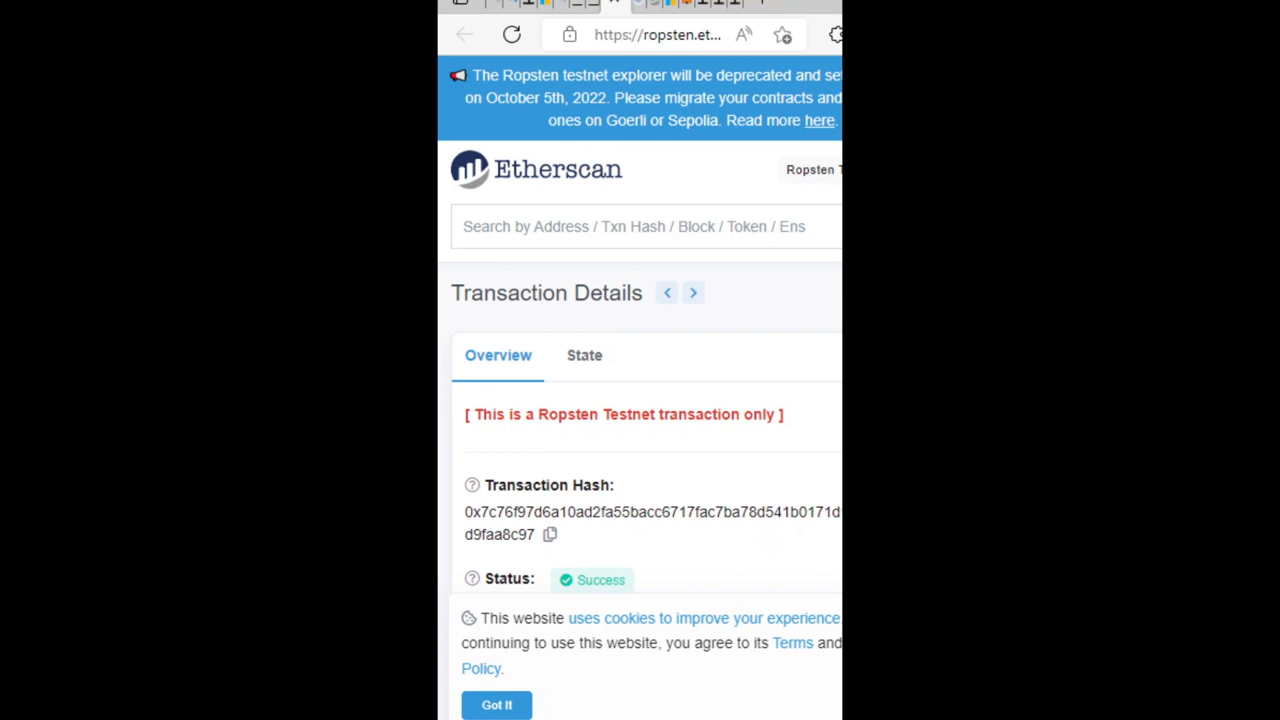 https://ropsten.et...
The Ropsten testnet explorer will be deprecated and se
on October 5th, 2022. Please migrate your contracts and
ones on Goerli or Sepolia. Read more here.
Etherscan
Ropsten
Search by Address / Txn Hash / Block / Token / Ens
Transaction Details
Overview State
[ This is a Ropsten Testnet transaction only ]
Transaction Hash:
0x7c76f97d6a10ad2fa55bacc6717fac7ba78d541b0171d
d9faa8c97
Status: Success
This website uses cookies to improve your experience.
continuing to use this website, you agree to its Terms and
Policy.
Got It